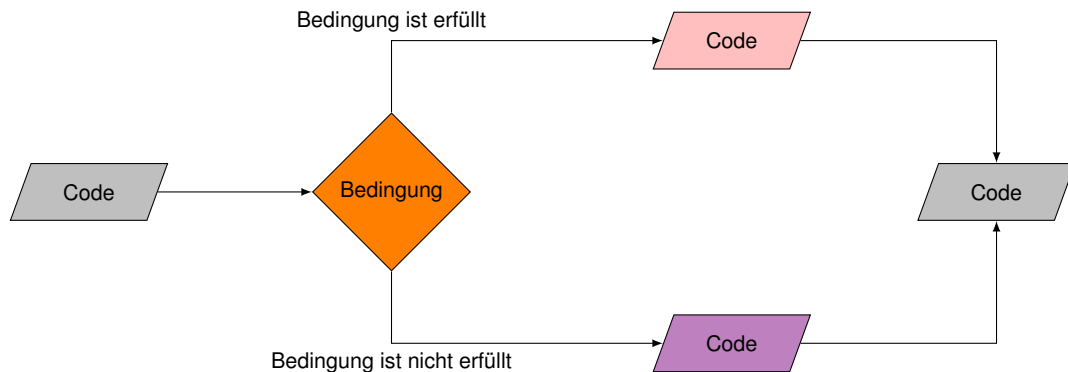 Bedingung ist erfüllt
Code
Code
Bedingung
Code
Bedingung ist nicht erfüllt
Code